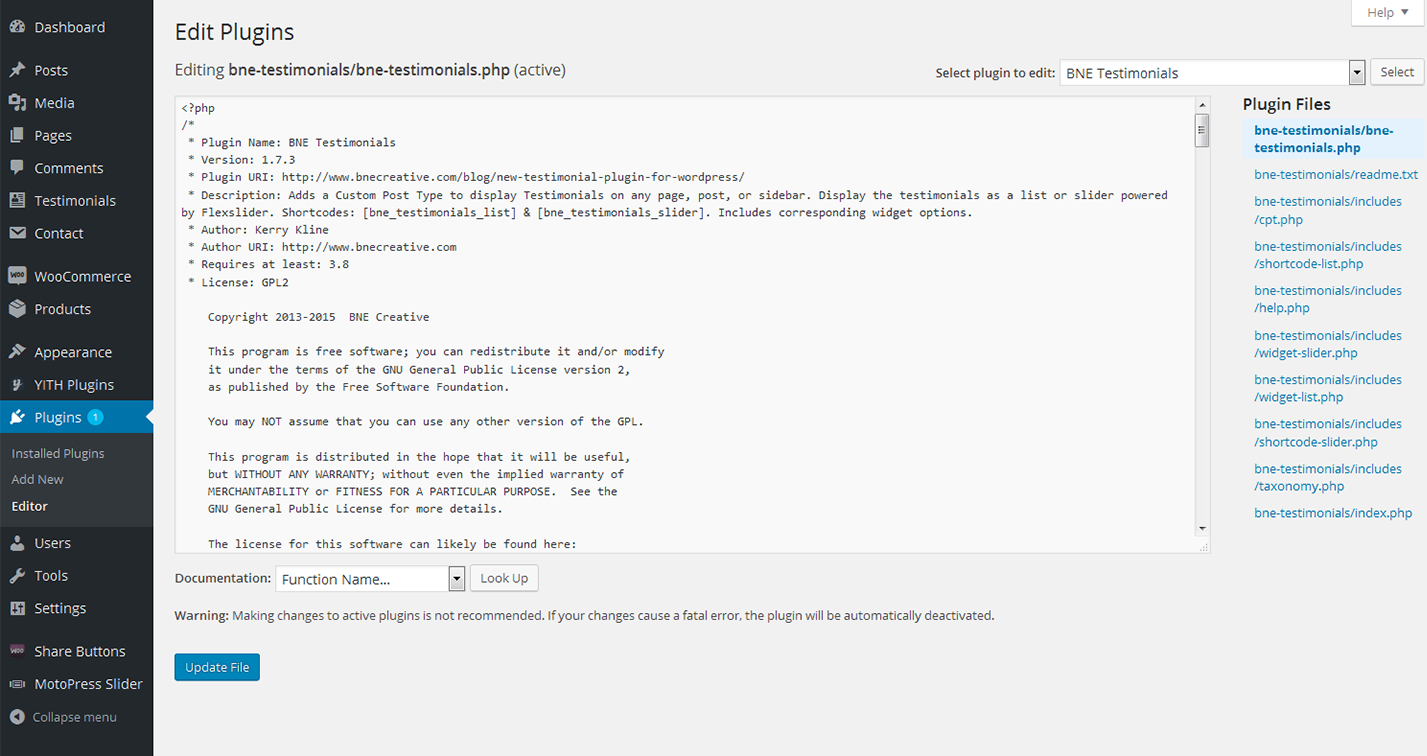 Dashboard
Posts
Media
Pages
Comments
Testimonials
Contact
WooCommerce
Products
Appearance
YITH Plugins
Plugins 1
Installed Plugins
Add New
Editor
Users
Tools
Settings
Share Buttons
MotoPress Slider
Collapse menu
Help
Edit Plugins
Editing bne-testimonials/bne-testimonials.php (active)
Select plugin to edit: BNE Testimonials Select
<?php
/*
* Plugin Name: BNE Testimonials
* Version: 1.7.3
* Plugin URI: http://www.bnecreative.com/blog/new-testimonial-plugin-for-wordpress/
* Description: Adds a Custom Post Type to display Testimonials on any page, post, or sidebar. Display the testimonials as a list or slider powered
by Flexslider. Shortcodes: [bne_testimonials_list] & [bne_testimonials_slider]. Includes corresponding widget options.
* Author: Kerry Kline
* Author URI: http://www.bnecreative.com
* Requires at least: 3.8
* License: GPL2
Copyright 2013-2015  BNE Creative
This program is free software; you can redistribute it and/or modify
it under the terms of the GNU General Public License version 2,
as published by the Free Software Foundation.
You may NOT assume that you can use any other version of the GPL.
This program is distributed in the hope that it will be useful,
but WITHOUT ANY WARRANTY; without even the implied warranty of
MERCHANTABILITY or FITNESS FOR A PARTICULAR PURPOSE.  See the
GNU General Public License for more details.
The license for this software can likely be found here:
Plugin Files
bne-testimonials/bne-
testimonials.php
bne-testimonials/readme.txt
bne-testimonials/includes
/cpt.php
bne-testimonials/includes
/shortcode-list.php
bne-testimonials/includes
/help.php
bne-testimonials/includes
/widget-slider.php
bne-testimonials/includes
/widget-list.php
bne-testimonials/includes
/shortcode-slider.php
bne-testimonials/includes
/taxonomy.php
bne-testimonials/index.php
Documentation: Function Name... Look Up
Warning: Making changes to active plugins is not recommended. If your changes cause a fatal error, the plugin will be automatically deactivated.
Update File